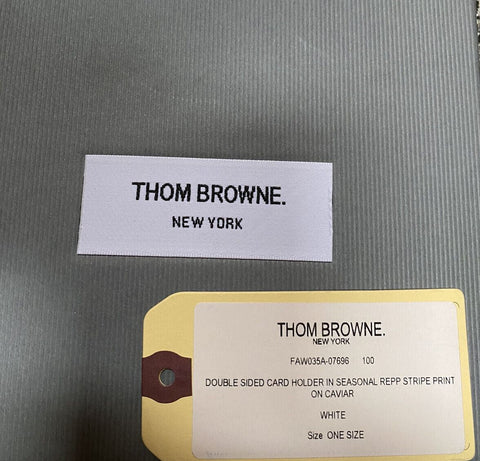 THOM BROWNE.
NEW YORK
THOM BROWNE.
NEW YORK
FAW035A-07696 100
DOUBLE SIDED CARD HOLDER IN SEASONAL REPP STRIPE PRINT
ON CAVIAR
WHITE
Size ONE SIZE